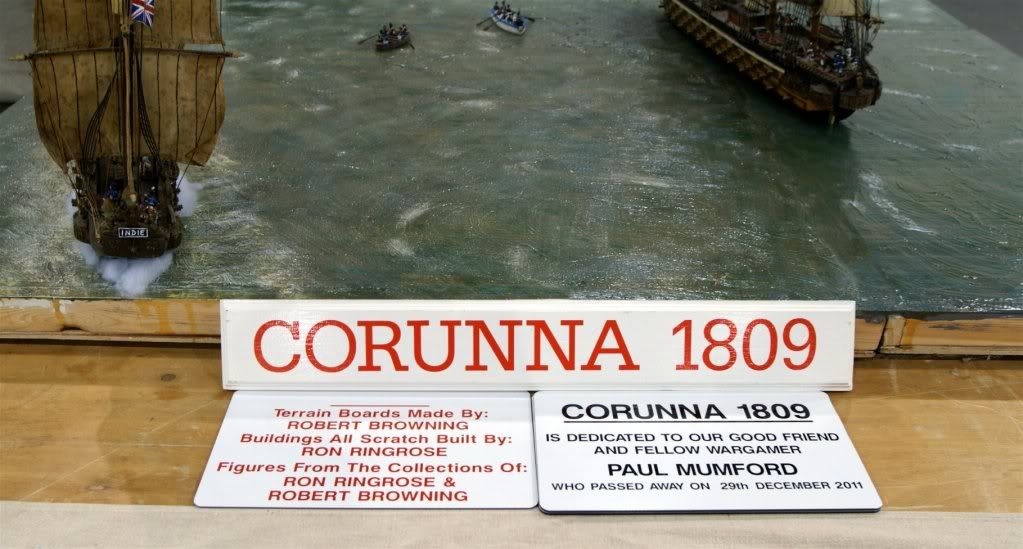 INDIE
CORUNNA 1809
Terrain Boards Made By:
ROBERT BROWNING
Buildings All Scratch Built By:
RON RINGROSE
Figures From The Collections Of:
RON RINGROSE &
ROBERT BROWNING
CORUNNA 1809
IS DEDICATED TO OUR GOOD FRIEND
AND FELLOW WARGAMER
PAUL MUMFORD
WHO PASSED AWAY ON 29th DECEMBER 2011